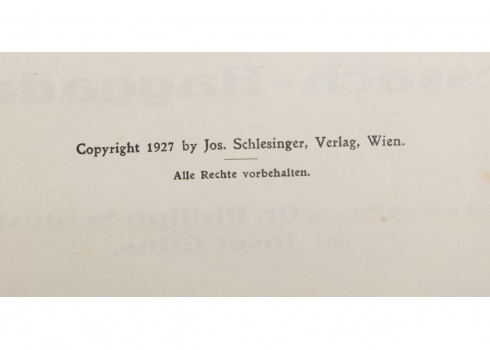 Copyright 1927 by Jos. Schlesinger, Verlag, Wien.
Alle Rechte vorbehalten.